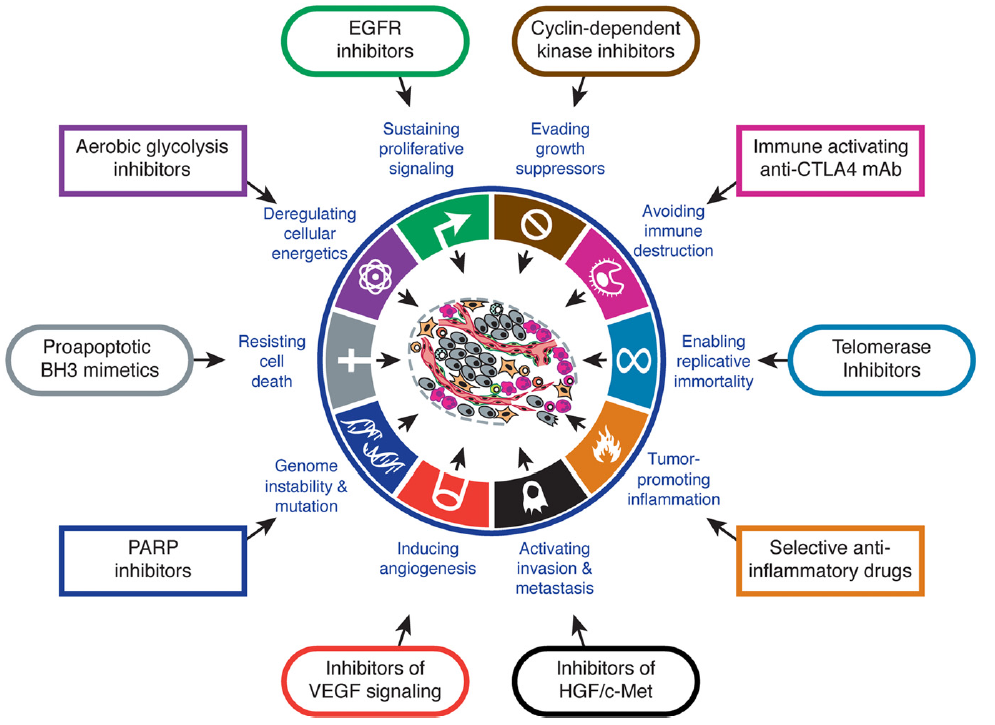 EGFR
inhibitors
Cyclin-dependent
kinase inhibitors
Sustaining
proliferative
signaling
Evading
growth
suppressors
Aerobic glycolysis
inhibitors
Immune activating
anti-CTLA4 mAb
Deregulating
cellular
energetics
Avoiding
immune
destruction
Proapoptotic
BH3 mimetics
Resisting
cell
death
Enabling
replicative
immortality
Telomerase
Inhibitors
Genome
instability &
mutation
Tumor-
promoting
inflammation
PARP
inhibitors
Inducing
angiogenesis
Activating
invasion &
metastasis
Selective anti-
inflammatory drugs
Inhibitors of
VEGF signaling
Inhibitors of
HGF/c-Met